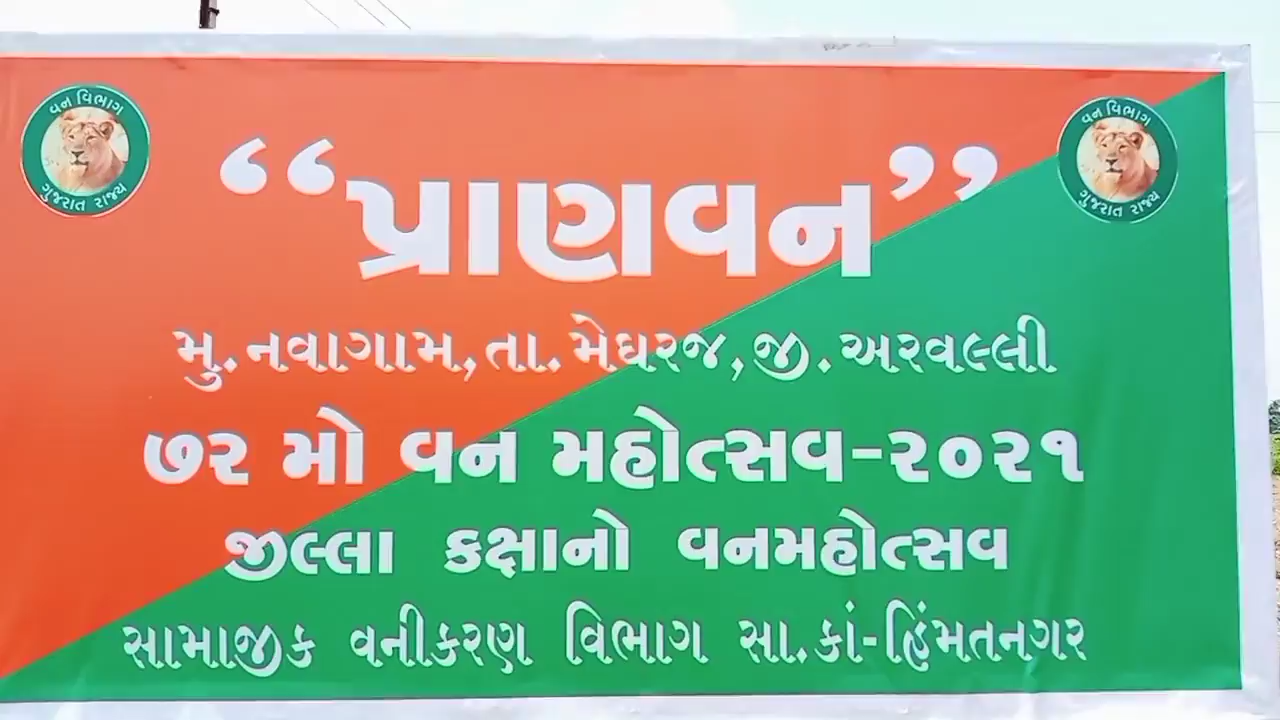 વન વિભાગ
ગુજરાત રાજ્ય
વન વિભાગ
ગુજરાત રાજ્ય
“પ્રાણવન”
મુ.નવાગામ,તા.મેઘરજ,જી.અરવલ્લી
૭૨ મો વન મહોત્સવ-૨૦૨૧
જીલ્લા કક્ષાનો વનમહોત્સવ
સામાજીક વનીકરણ વિભાગ સા.કાં-હિંમતનગર